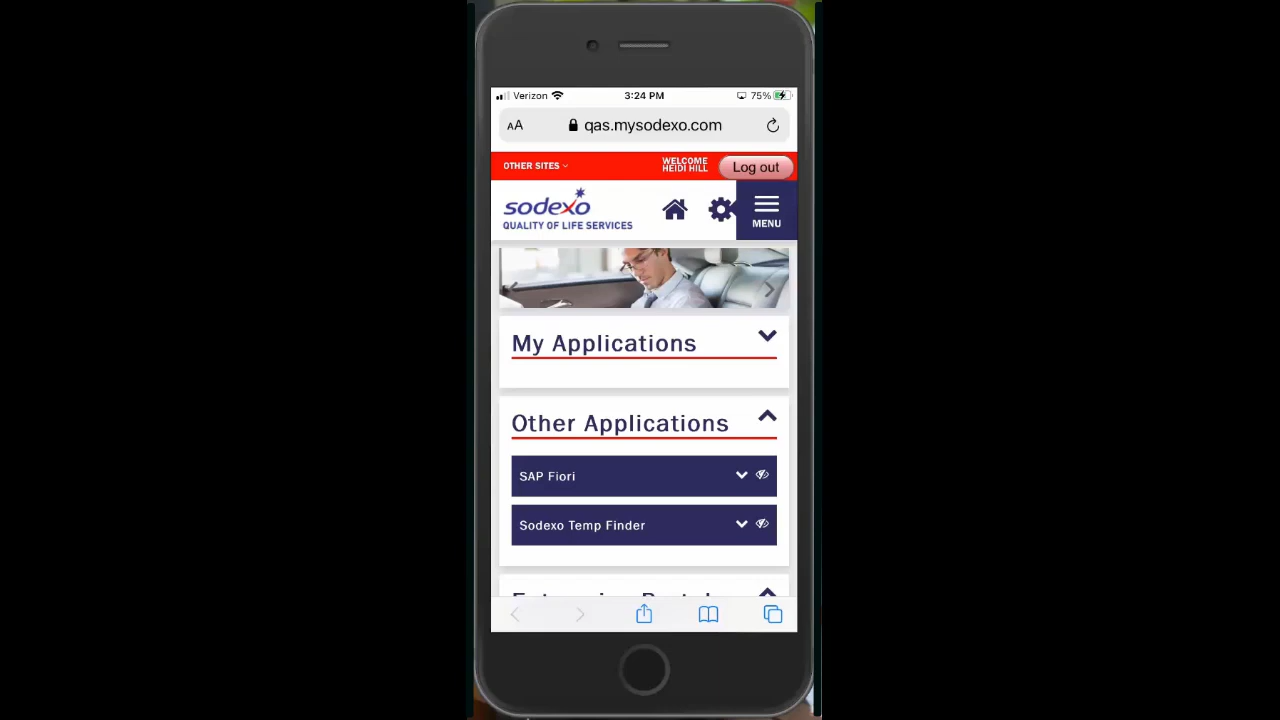 Verizon 3:24 PM 75%
AA qas.mysodexo.com
OTHER SITES WELCOME HEIDI HILL Log out
sodexo
QUALITY OF LIFE SERVICES
MENU
My Applications
Other Applications
SAP Fiori
Sodexo Temp Finder